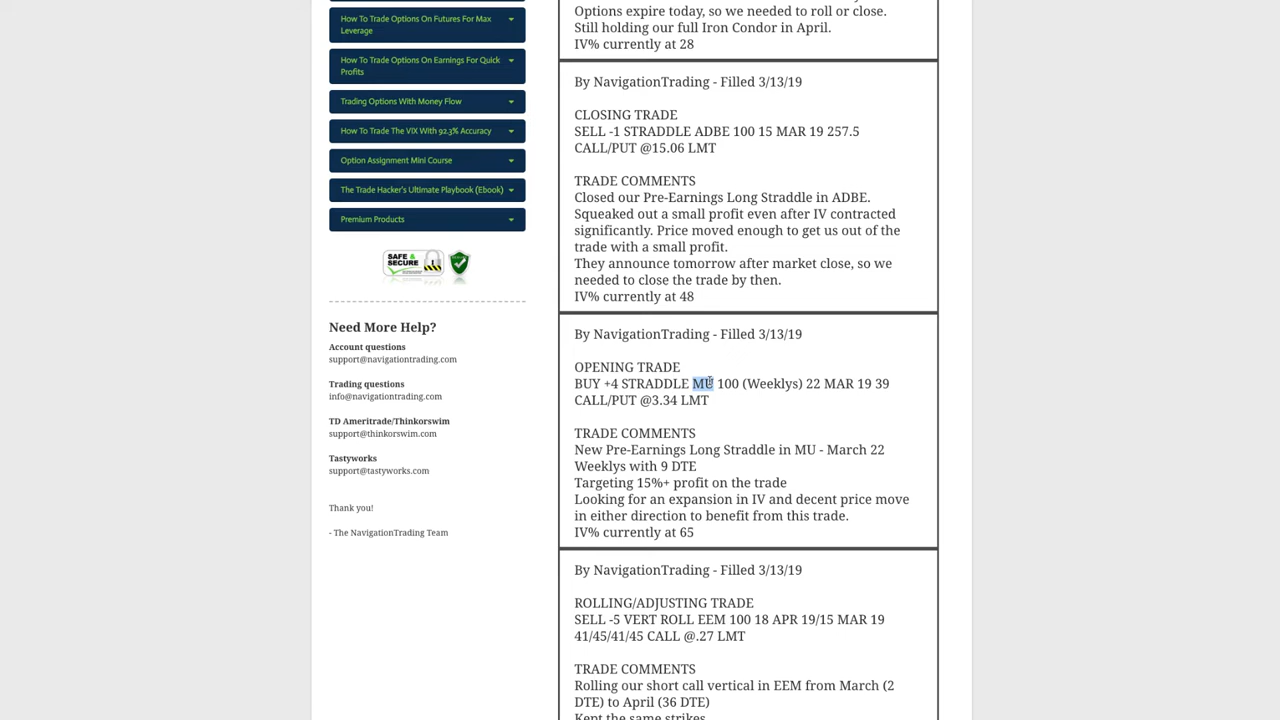 How To Trade Options On Futures For Max
Leverage
How To Trade Options On Earnings For Quick
Profits
Trading Options With Money Flow
How To Trade The VIX With 92.3% Accuracy
Option Assignment Mini Course
The Trade Hacker's Ultimate Playbook (Ebook)
Premium Products
SAFE &
SECURE
Need More Help?
Account questions
support@navigationtrading.com
Trading questions
info@navigationtrading.com
TD Ameritrade/Thinkorswim
support@thinkorswim.com
Tastyworks
support@tastyworks.com
Thank you!
- The NavigationTrading Team
Options expire today, so we needed to roll or close.
Still holding our full Iron Condor in April.
IV% currently at 28
By NavigationTrading - Filled 3/13/19
CLOSING TRADE
SELL -1 STRADDLE ADBE 100 15 MAR 19 257.5
CALL/PUT @15.06 LMT
TRADE COMMENTS
Closed our Pre-Earnings Long Straddle in ADBE.
Squeaked out a small profit even after IV contracted
significantly. Price moved enough to get us out of the
trade with a small profit.
They announce tomorrow after market close, so we
needed to close the trade by then.
IV% currently at 48
By NavigationTrading - Filled 3/13/19
OPENING TRADE
BUY +4 STRADDLE MU 100 (Weeklys) 22 MAR 19 39
CALL/PUT @3.34 LMT
TRADE COMMENTS
New Pre-Earnings Long Straddle in MU - March 22
Weeklys with 9 DTE
Targeting 15%+ profit on the trade
Looking for an expansion in IV and decent price move
in either direction to benefit from this trade.
IV% currently at 65
By NavigationTrading - Filled 3/13/19
ROLLING/ADJUSTING TRADE
SELL -5 VERT ROLL EEM 100 18 APR 19/15 MAR 19
41/45/41/45 CALL @.27 LMT
TRADE COMMENTS
Rolling our short call vertical in EEM from March (2
DTE) to April (36 DTE)
Kept the same strikes